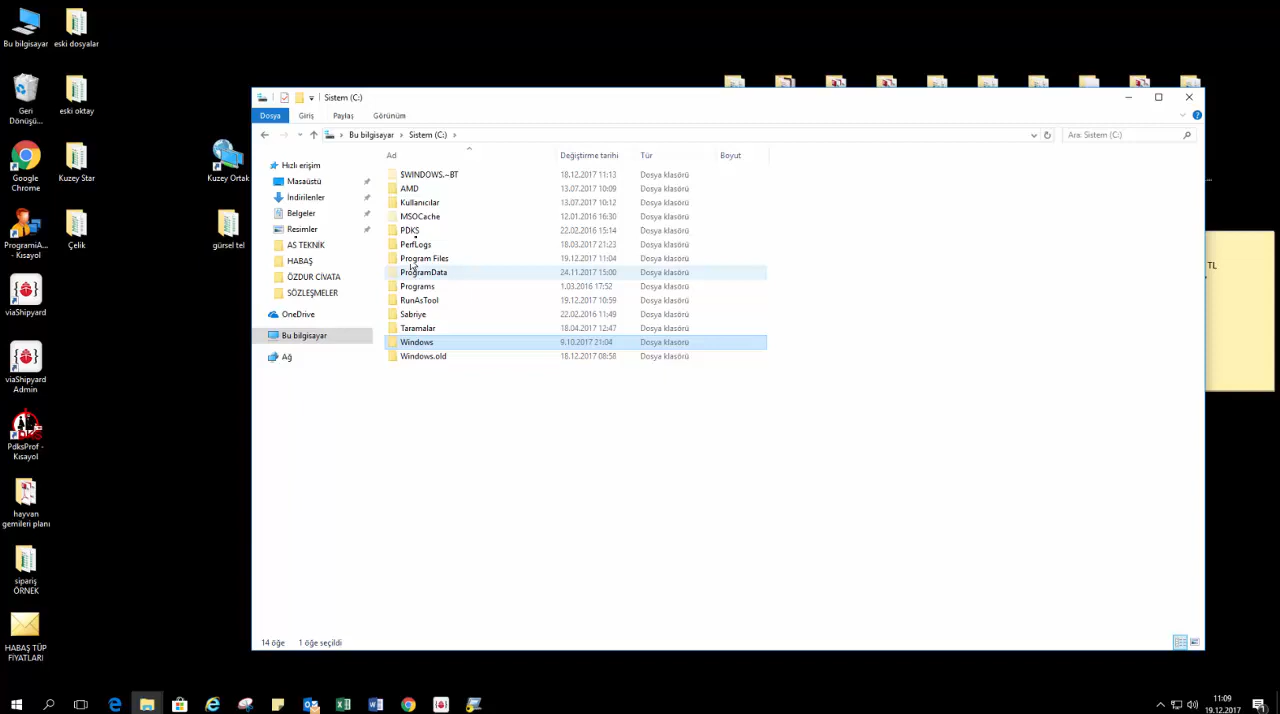 Bu bilgisayar
eski dosyalar
Geri
Dönüşü...
eski oktay
Google
Chrome
Kuzey Star
Kuzey Ortak
ProgramiA...
- Kısayol
Çelik
gürsel tel
viaShipyard
viaShipyard
Admin
PdksProf -
Kısayol
hayvan
gemileri planı
sipariş
ÖRNEK
HABAŞ TÜP
FİYATLARI
Sistem (C:)
Dosya
Giriş
Paylaş
Görünüm
Bu bilgisayar > Sistem (C:) >
Ara: Sistem (C:)
Hızlı erişim
Masaüstü
İndirilenler
Belgeler
Resimler
AS TEKNİK
HABAŞ
ÖZDUR CİVATA
SÖZLEŞMELER
OneDrive
Bu bilgisayar
Ağ
Ad Değiştirme tarihi Tür Boyut
$WINDOWS.~BT 18.12.2017 11:13 Dosya klasörü
AMD 13.07.2017 10:09 Dosya klasörü
Kullanıcılar 13.07.2017 10:12 Dosya klasörü
MSOCache 12.01.2016 16:30 Dosya klasörü
PDKS 22.02.2016 15:14 Dosya klasörü
PerfLogs 18.03.2017 21:23 Dosya klasörü
Program Files 19.12.2017 11:04 Dosya klasörü
ProgramData 24.11.2017 15:00 Dosya klasörü
Programs 1.03.2016 17:52 Dosya klasörü
RunAsTool 19.12.2017 10:59 Dosya klasörü
Sabriye 22.02.2016 11:49 Dosya klasörü
Taramalar 18.04.2017 12:47 Dosya klasörü
Windows 9.10.2017 21:04 Dosya klasörü
Windows.old 18.12.2017 08:58 Dosya klasörü
14 öğe 1 öğe seçildi
TL
11:09
19.12.2017